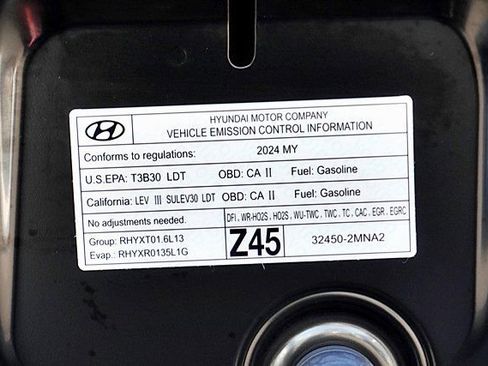 HYUNDAI MOTOR COMPANY
VEHICLE EMISSION CONTROL INFORMATION
Conforms to regulations: 2024 MY
U.S.EPA: T3B30 LDT OBD: CA II Fuel: Gasoline
California: LEV III SULEV30 LDT OBD: CA II Fuel: Gasoline
No adjustments needed. DFI, WR-HO2S, HO2S, WU-TWC, TWC, TC, CAC, EGR, EGRC
Group: RHYXT01.6L13
Evap.: RHYXR0135L1G
Z45 32450-2MNA2